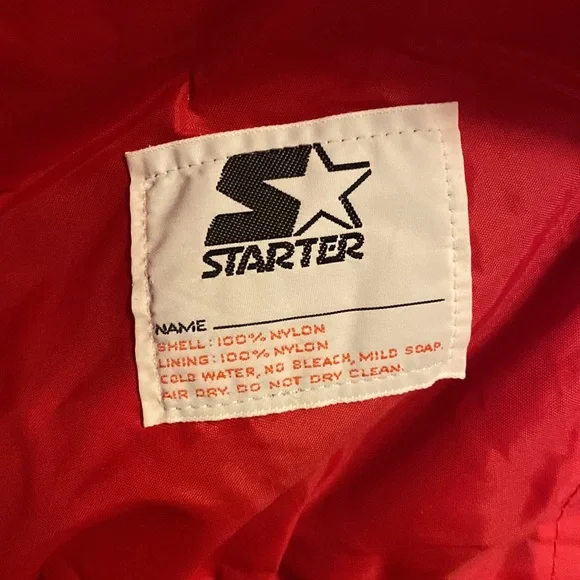 STARTER
NAME
SHELL: 100% NYLON
LINING: 100% NYLON
COLD WATER, NO BLEACH, MILD SOAP.
AIR DRY. DO NOT DRY CLEAN.